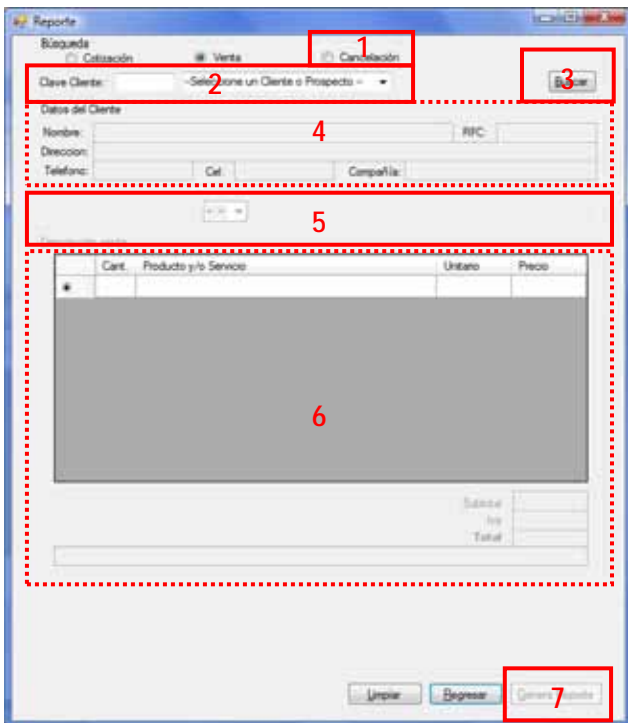 Reporte
Búsqueda
Cotización Venta Cancelación
1
Clave Cliente: --Seleccione un Cliente o Prospecto -- Buscar
2 3
Datos del Cliente
Nombre: RFC:
4
Direccion:
Telefono: Cel. Compañía:
5
Cant. Producto y/o Servicio Unitario Precio
6
Subtotal
Iva
Total
Limpiar Regresar
7